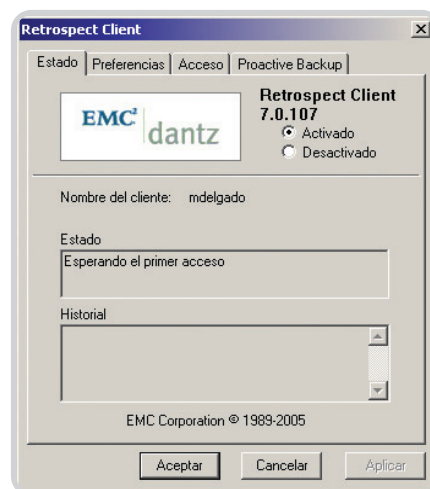 Retrospect Client
Estado Preferencias Acceso Proactive Backup
EMC² dantz
Retrospect Client
7.0.107
Activado
Desactivado
Nombre del cliente: mdelgado
Estado
Esperando el primer acceso
Historial
EMC Corporation © 1989-2005
Aceptar Cancelar Aplicar